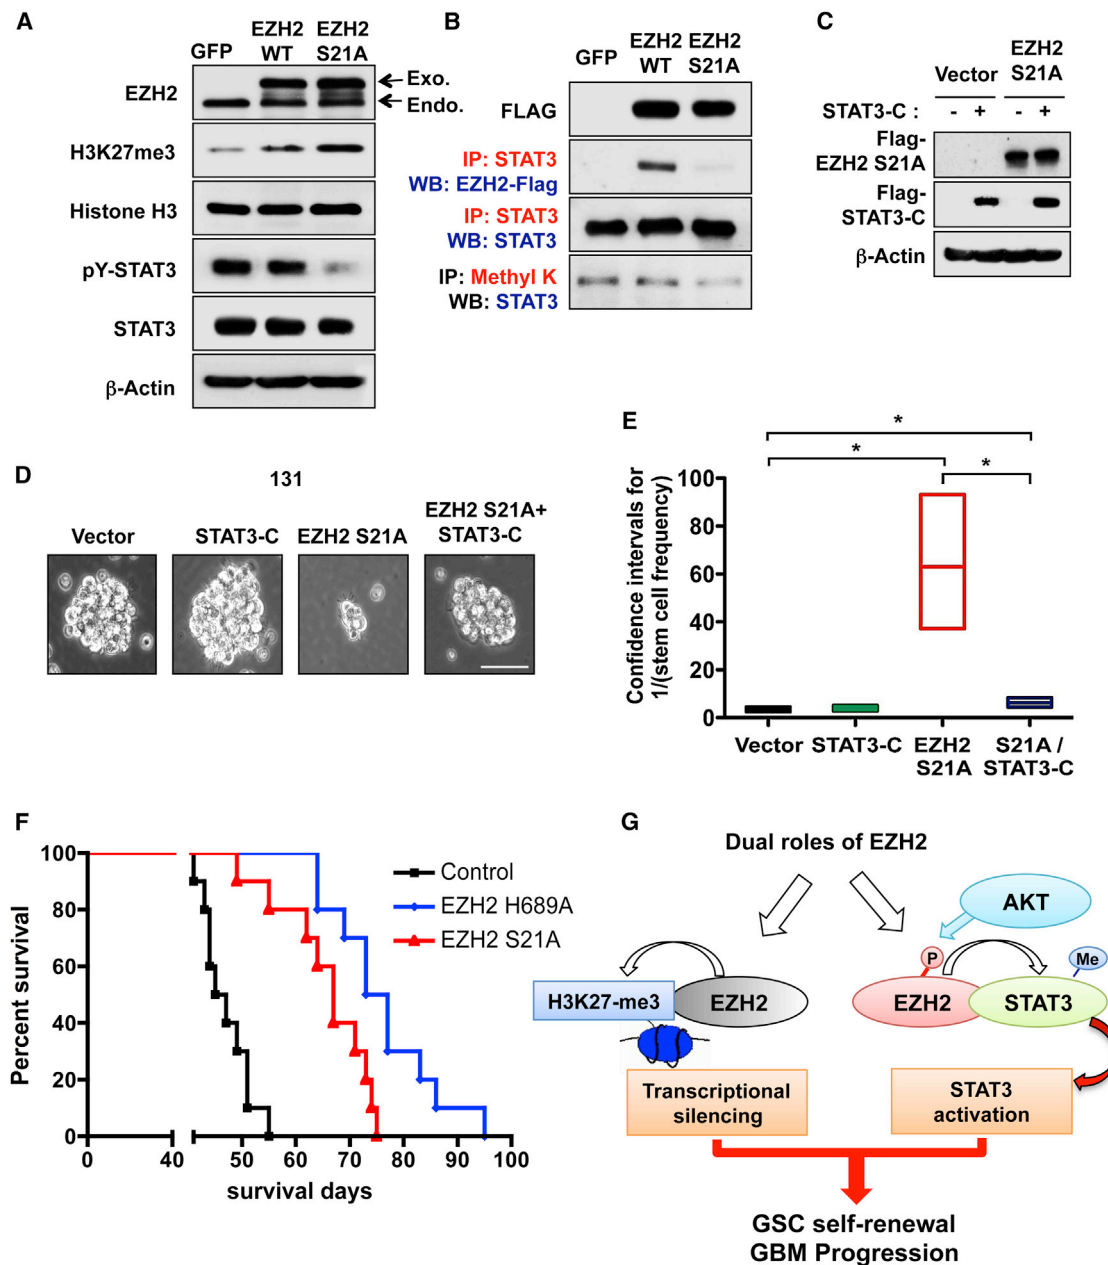 A
GFP
EZH2
WT
EZH2
S21A
EZH2
Exo.
Endo.
H3K27me3
Histone H3
pY-STAT3
STAT3
β-Actin
B
GFP
EZH2
WT
EZH2
S21A
FLAG
IP: STAT3
WB: EZH2-Flag
IP: STAT3
WB: STAT3
IP: Methyl K
WB: STAT3
C
Vector
EZH2
S21A
STAT3-C : - + - +
Flag-
EZH2 S21A
Flag-
STAT3-C
β-Actin
D
131
Vector
STAT3-C
EZH2 S21A
EZH2 S21A+
STAT3-C
E
Confidence intervals for
1/(stem cell frequency)
100
80
60
40
20
0
*
*
*
Vector
STAT3-C
EZH2
S21A
S21A /
STAT3-C
F
Percent survival
100
80
60
40
20
0
0 40 50 60 70 80 90 100
survival days
Control
EZH2 H689A
EZH2 S21A
G
Dual roles of EZH2
AKT
P
Me
H3K27-me3
EZH2
EZH2
STAT3
Transcriptional
silencing
STAT3
activation
GSC self-renewal
GBM Progression